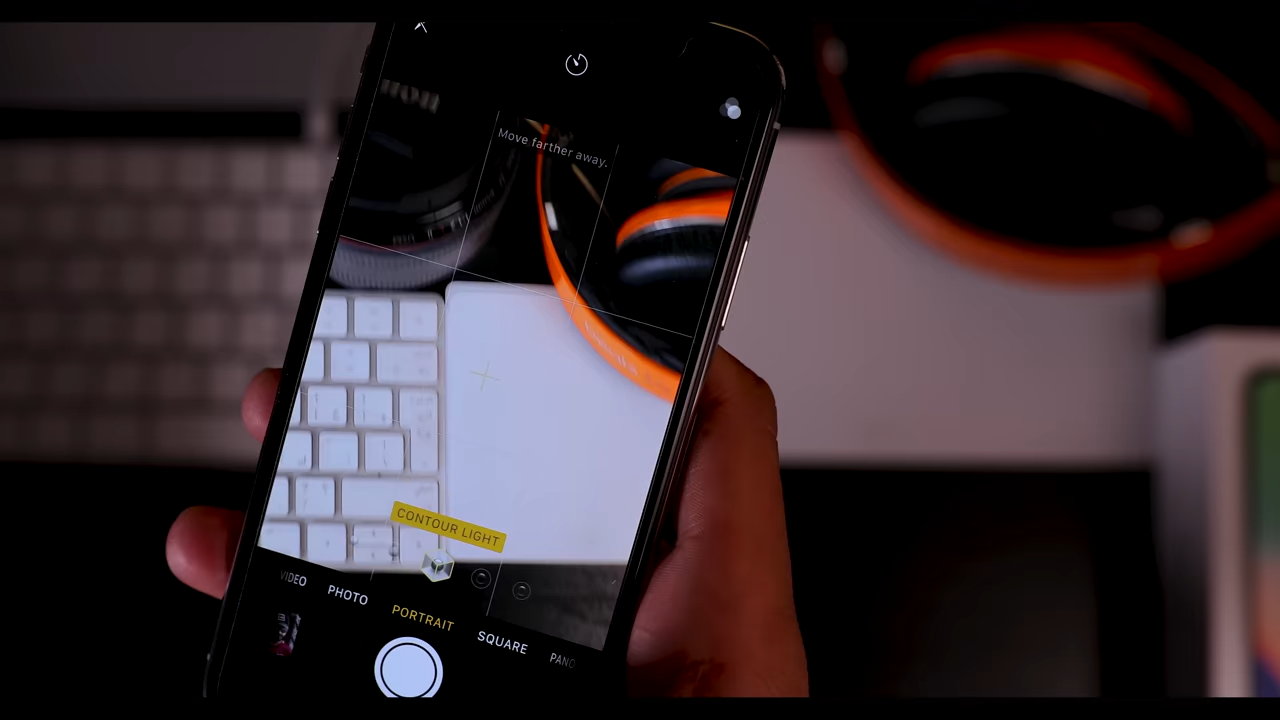 Move farther away.
CONTOUR LIGHT
VIDEO
PHOTO
PORTRAIT
SQUARE
PANO